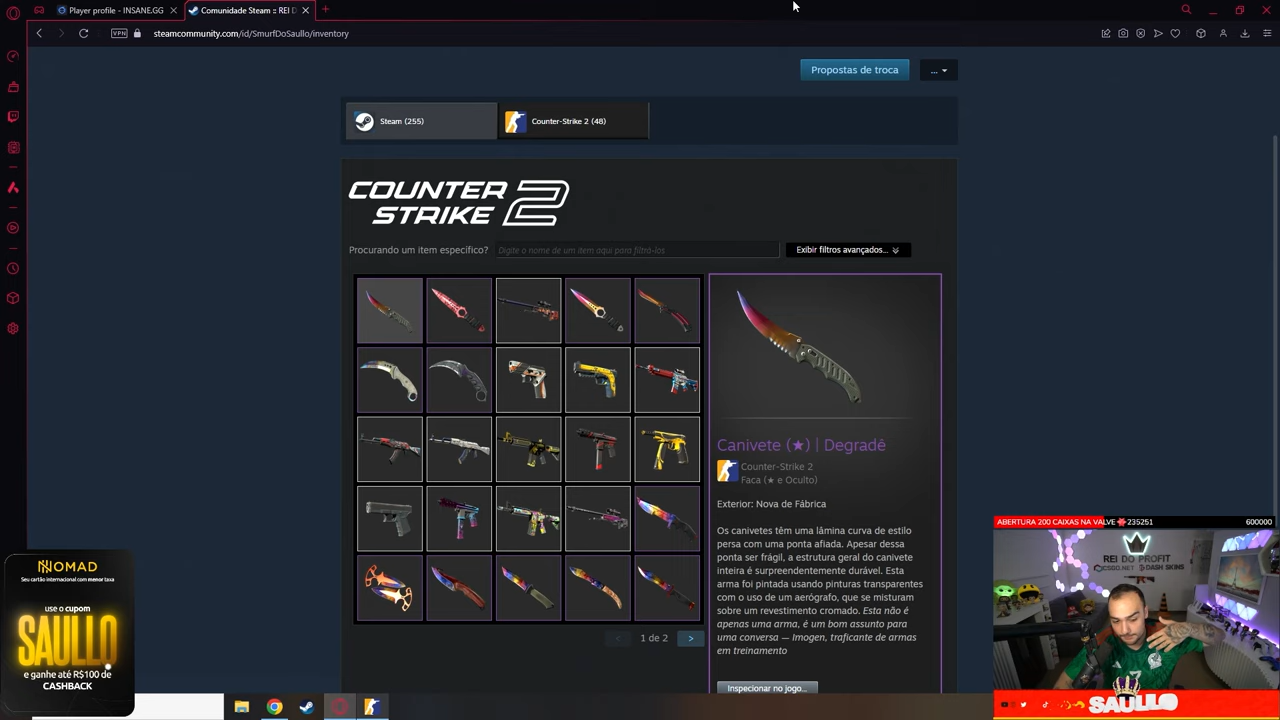 Player profile - INSANE.GG
Comunidade Steam :: REI D
VPN
steamcommunity.com/id/SmurfDoSaullo/inventory
Propostas de troca
...
Steam (255)
Counter-Strike 2 (48)
COUNTER
STRIKE 2
Procurando um item específico?
Digite o nome de um item aqui para filtrá-los
Exibir filtros avançados...
Canivete (★) | Degradê
Counter-Strike 2
Faca (★ e Oculto)
Exterior: Nova de Fábrica
Os canivetes têm uma lâmina curva de estilo
persa com uma ponta afiada. Apesar dessa
ponta ser frágil, a estrutura geral do canivete
inteira é surpreendentemente durável. Esta
arma foi pintada usando pinturas transparentes
com o uso de um aerógrafo, que se misturam
sobre um revestimento cromado. Esta não é
apenas uma arma, é um bom assunto para
uma conversa — Imogen, traficante de armas
em treinamento
Inspecionar no jogo...
<
1 de 2
>
NOMAD
Seu cartão internacional com menor taxa
use o cupom
SAULLO
e ganhe até R$100 de
CASHBACK
ABERTURA 200 CAIXAS NA VALVE 235251
600000
REI DO PROFIT
CSGO.NET
DASH SKINS
SAULLO